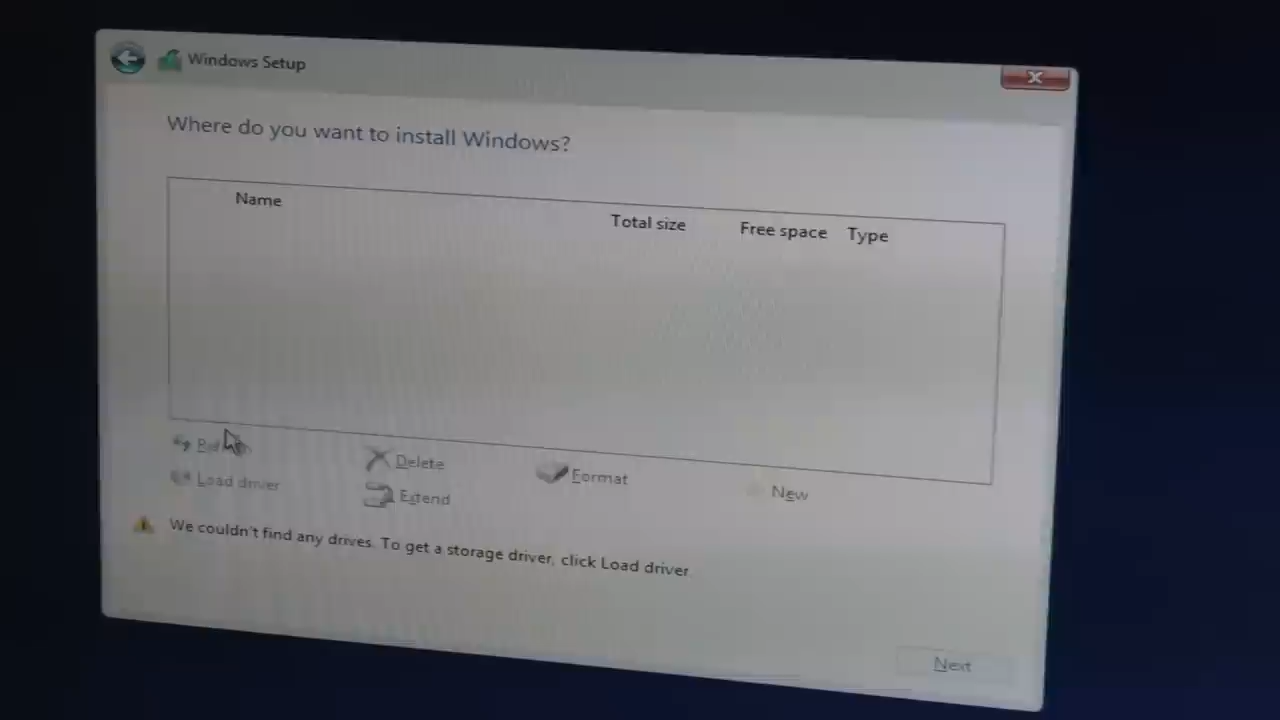 Windows Setup
Where do you want to install Windows?
Name Total size Free space Type
Delete Format New
Load driver Extend
We couldn't find any drives. To get a storage driver, click Load driver.
Next